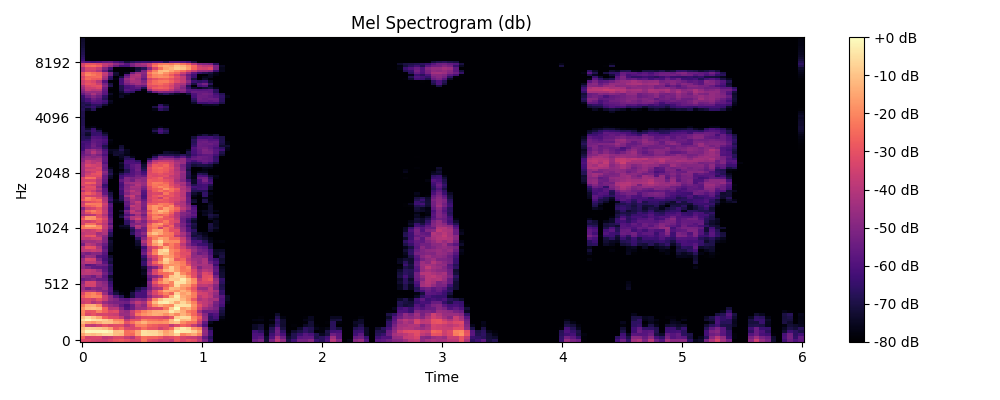 Mel Spectrogram (db)
+0 dB
8192
-10 dB
4096
-20 dB
-30 dB
2048
-40 dB
Hz
1024
-50 dB
512
-60 dB
-70 dB
0
-80 dB
0 1 2 3 4 5 6
Time